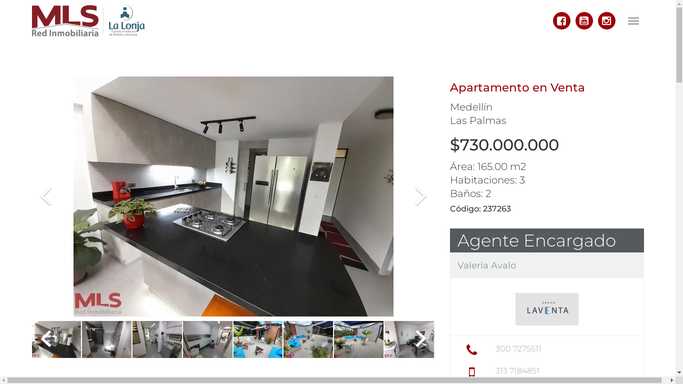 MLS
Red Inmobiliaria
La Lonja
Apartamento en Venta
Medellín
Las Palmas
$730.000.000
Área: 165.00 m2
Habitaciones: 3
Baños: 2
Código: 237263
Agente Encargado
Valeria Avalo
LAVENTA
300 7275611
313 7184851
MLS
Red Inmobiliaria